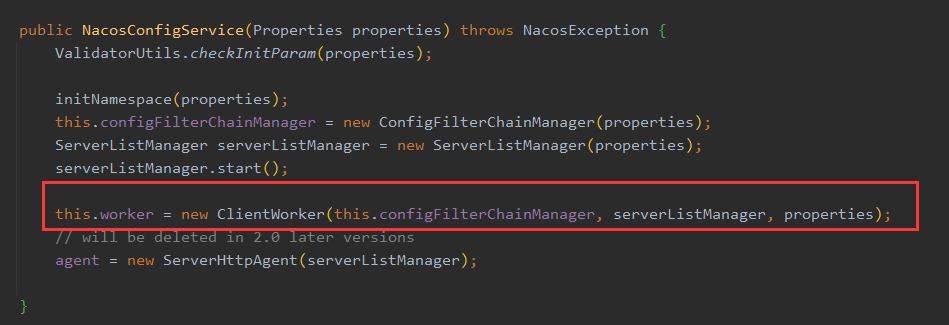 public NacosConfigService(Properties properties) throws NacosException {
ValidatorUtils.checkInitParam(properties);
initNamespace(properties);
this.configFilterChainManager = new ConfigFilterChainManager(properties);
ServerListManager serverListManager = new ServerListManager(properties);
serverListManager.start();
this.worker = new ClientWorker(this.configFilterChainManager, serverListManager, properties);
// will be deleted in 2.0 later versions
agent = new ServerHttpAgent(serverListManager);
}